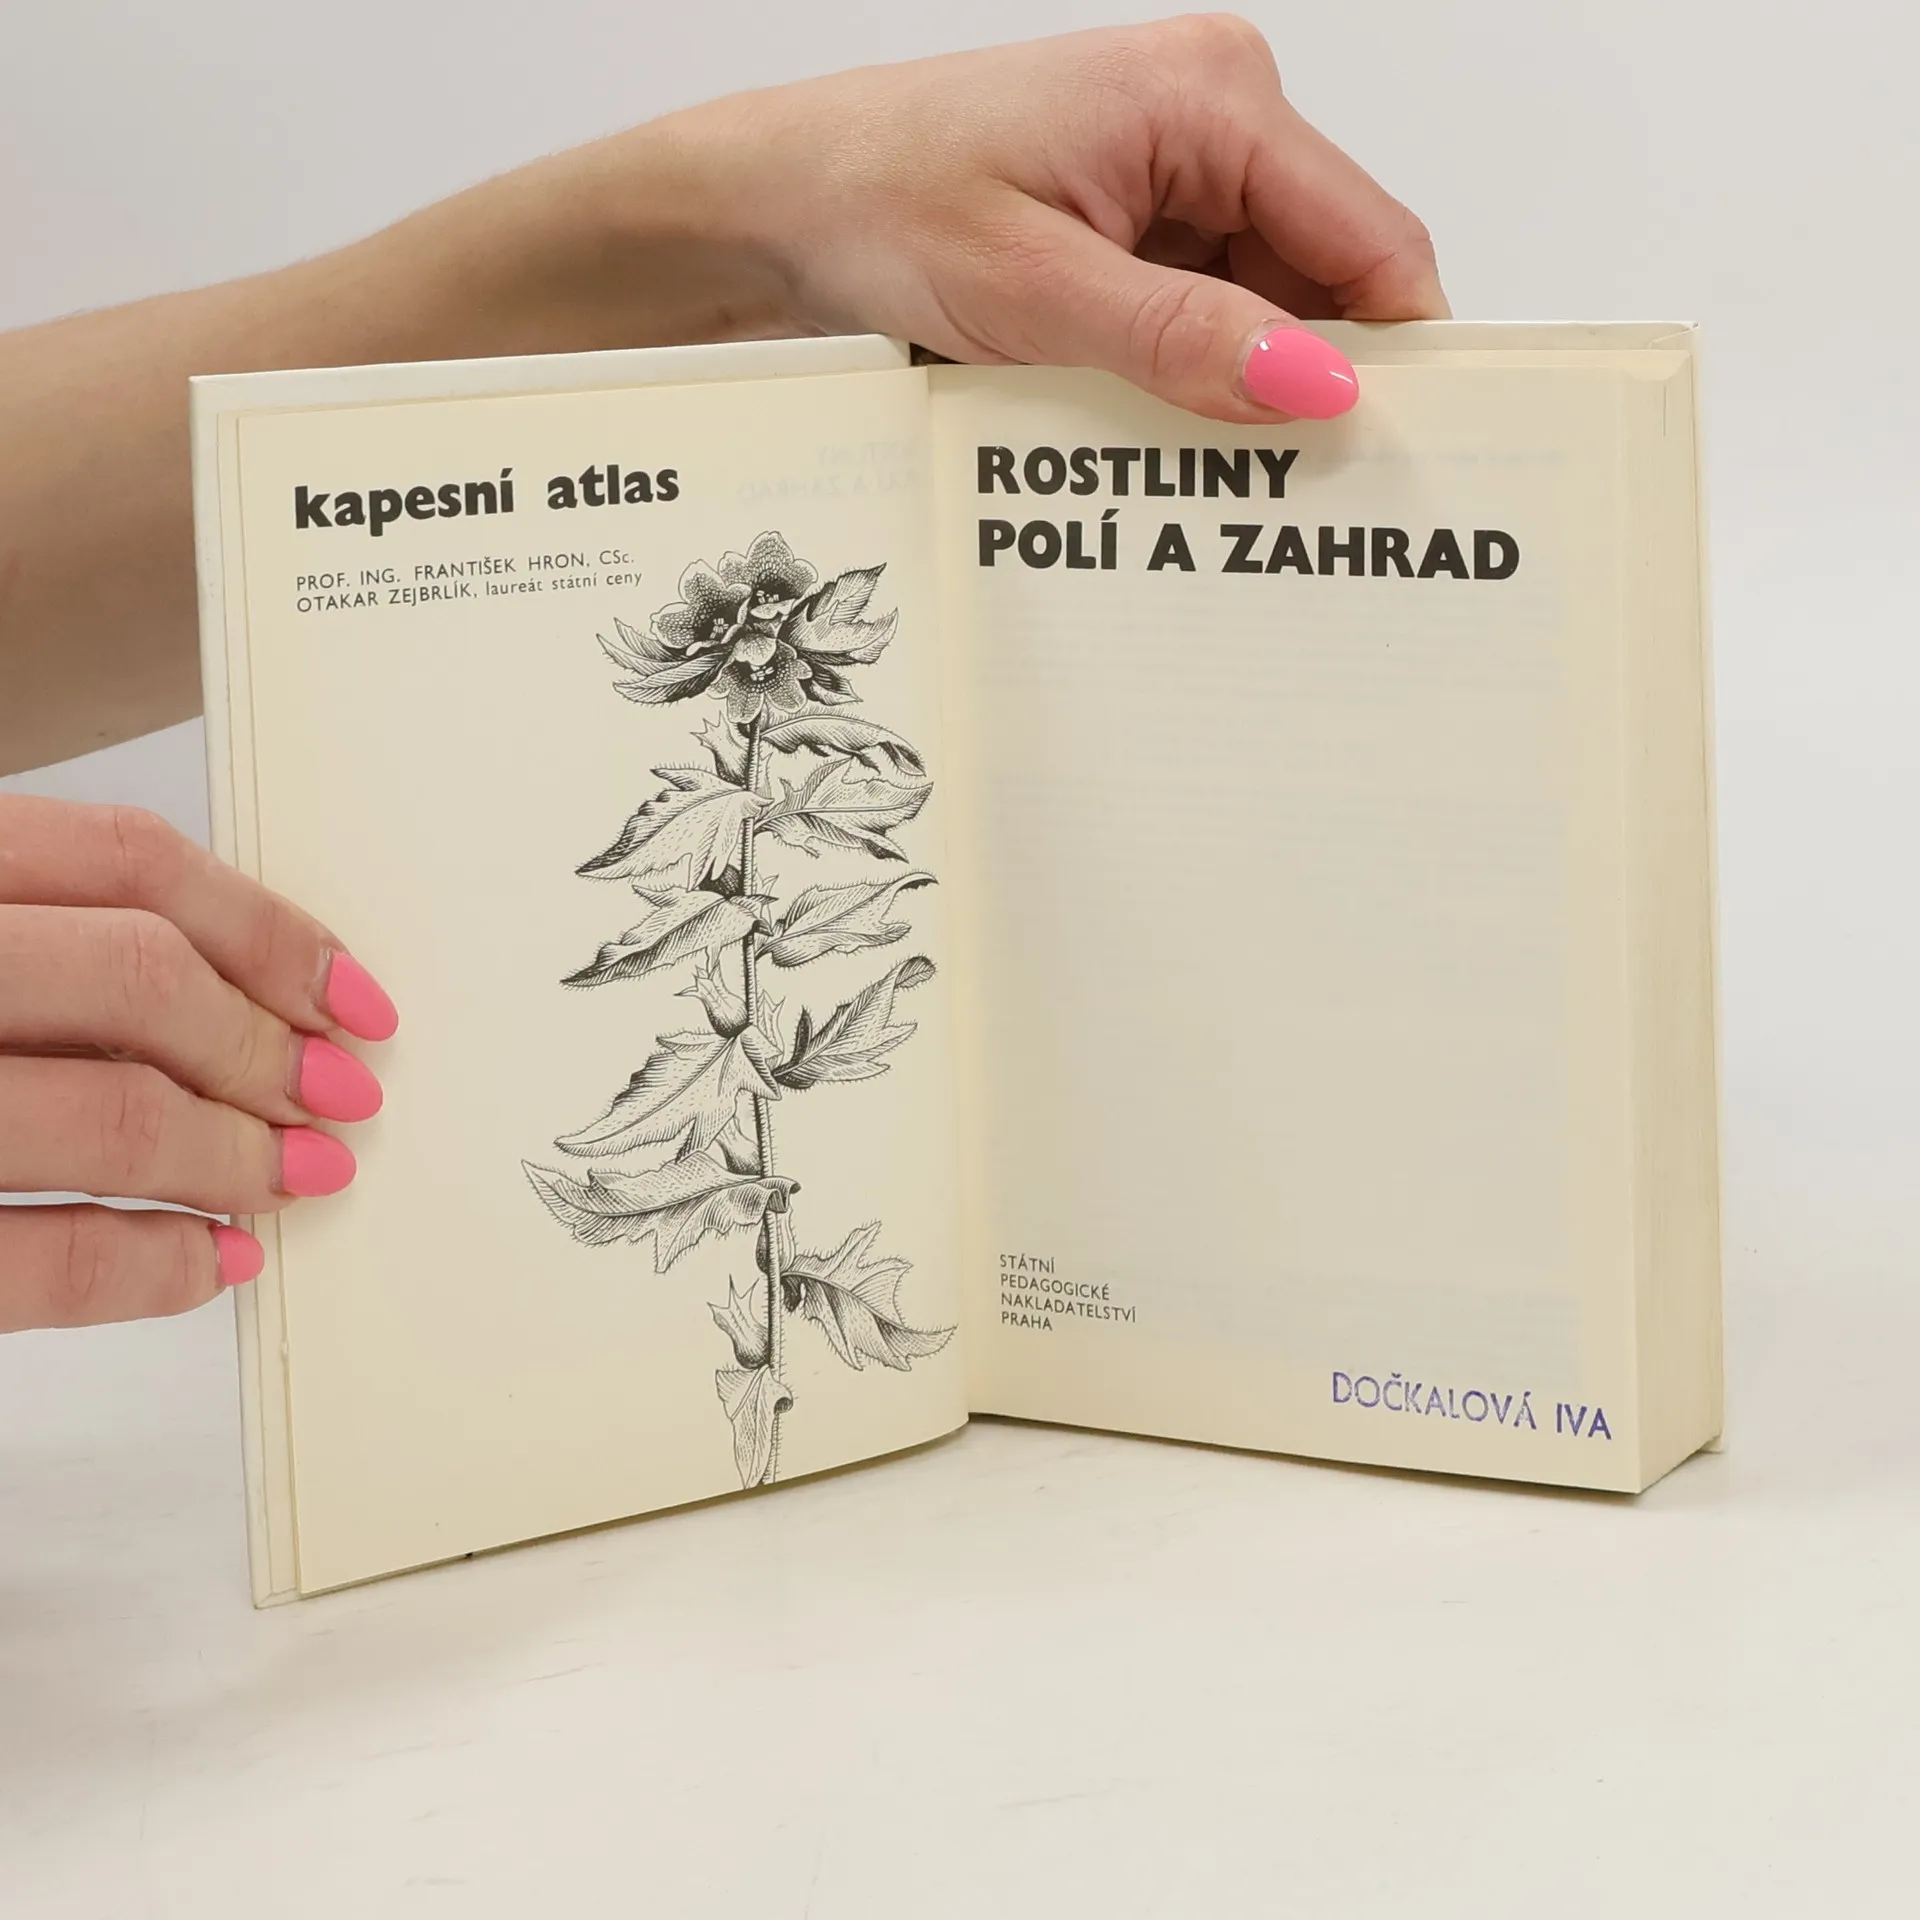 kapesní atlas
PROF. ING. FRANTIŠEK HRON, CSc.
OTAKAR ZEJBRLÍK, laureát státní ceny
ROSTLINY
POLÍ A ZAHRAD
STÁTNÍ
PEDAGOGICKÉ
NAKLADATELSTVÍ
PRAHA
DOČKALOVÁ IVA